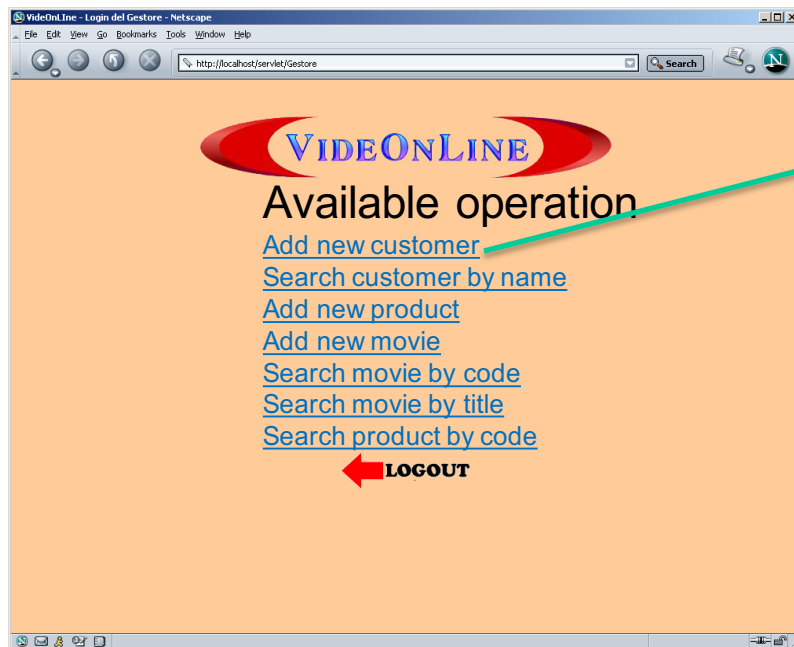 VideOnLIne - Login del Gestore - Netscape
File Edit View Go Bookmarks Tools Window Help
http://localhost/servlet/Gestore
Search
N
VIDEONLINE
Available operation
Add new customer
Search customer by name
Add new product
Add new movie
Search movie by code
Search movie by title
Search product by code
LOGOUT